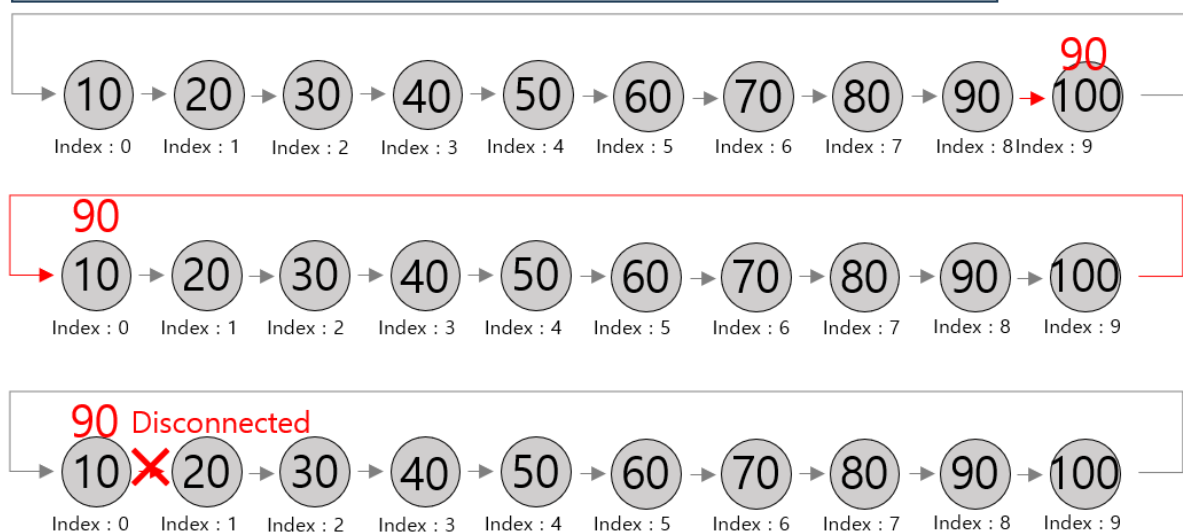 90
10 20 30 40 50 60 70 80 90 100
Index : 0 Index : 1 Index : 2 Index : 3 Index : 4 Index : 5 Index : 6 Index : 7 Index : 8 Index : 9
90
10 20 30 40 50 60 70 80 90 100
Index : 0 Index : 1 Index : 2 Index : 3 Index : 4 Index : 5 Index : 6 Index : 7 Index : 8 Index : 9
90 Disconnected
10 20 30 40 50 60 70 80 90 100
Index : 0 Index : 1 Index : 2 Index : 3 Index : 4 Index : 5 Index : 6 Index : 7 Index : 8 Index : 9